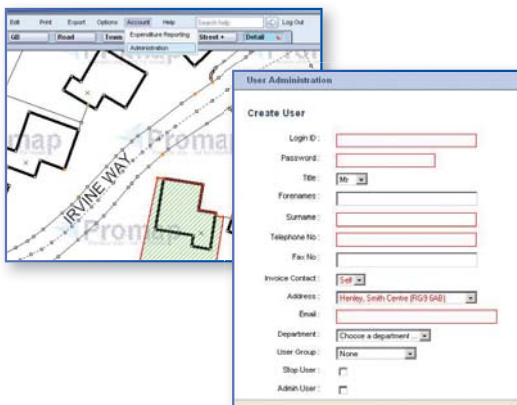 Edit Print Export Options Account Help Search help Log Out
GB Road Town Street + Detail
Expenditure Reporting
Administration
Promap
Promap
IRVINE WAY
Promap
User Administration
Create User
Login ID :
Password :
Title : Mr
Forenames :
Surname :
Telephone No :
Fax No :
Invoice Contact : Self
Address : Henley, Smith Centre (RG9 6AB)
Email :
Department : Choose a department ...
User Group : None
Stop User :
Admin User :